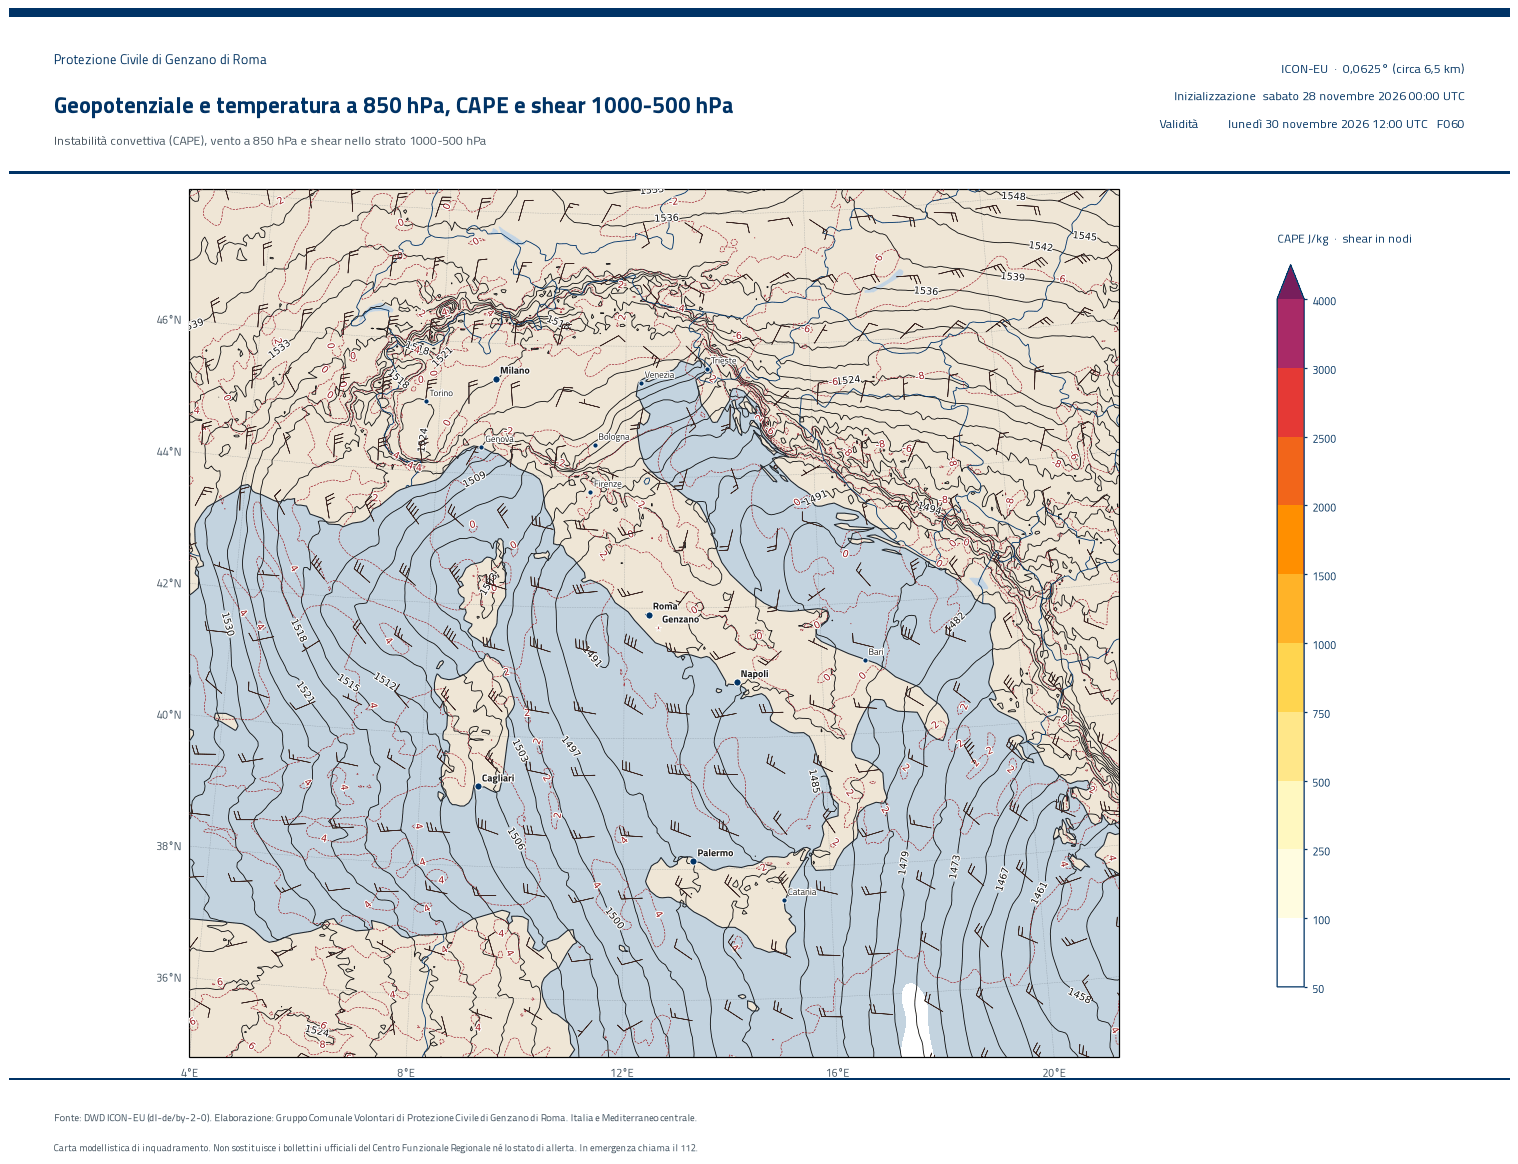 Protezione Civile di Genzano di Roma
Geopotenziale e temperatura a 850 hPa, CAPE e shear 1000-500 hPa
Instabilità convettiva (CAPE), vento a 850 hPa e shear nello strato 1000-500 hPa
ICON-EU · 0,0625° (circa 6,5 km)
Inizializzazione sabato 28 novembre 2026 00:00 UTC
Validità lunedì 30 novembre 2026 12:00 UTC F060
CAPE J/kg · shear in nodi
4000
3000
2500
2000
1500
1000
750
500
250
100
50
46°N
44°N
42°N
40°N
38°N
36°N
4°E
8°E
12°E
16°E
20°E
Milano
Torino
Venezia
Trieste
Genova
Bologna
Firenze
Roma
Genzano
Napoli
Bari
Cagliari
Palermo
Catania
1536
1548
1545
1542
1539
1536
1533
1521
1524
1509
1491
1494
1530
1518
1521
1515
1512
1482
1503
1497
1485
1506
1500
1479
1473
1467
1461
1458
1524
Fonte: DWD ICON-EU (dl-de/by-2-0). Elaborazione: Gruppo Comunale Volontari di Protezione Civile di Genzano di Roma. Italia e Mediterraneo centrale.
Carta modellistica di inquadramento. Non sostituisce i bollettini ufficiali del Centro Funzionale Regionale né lo stato di allerta. In emergenza chiama il 112.